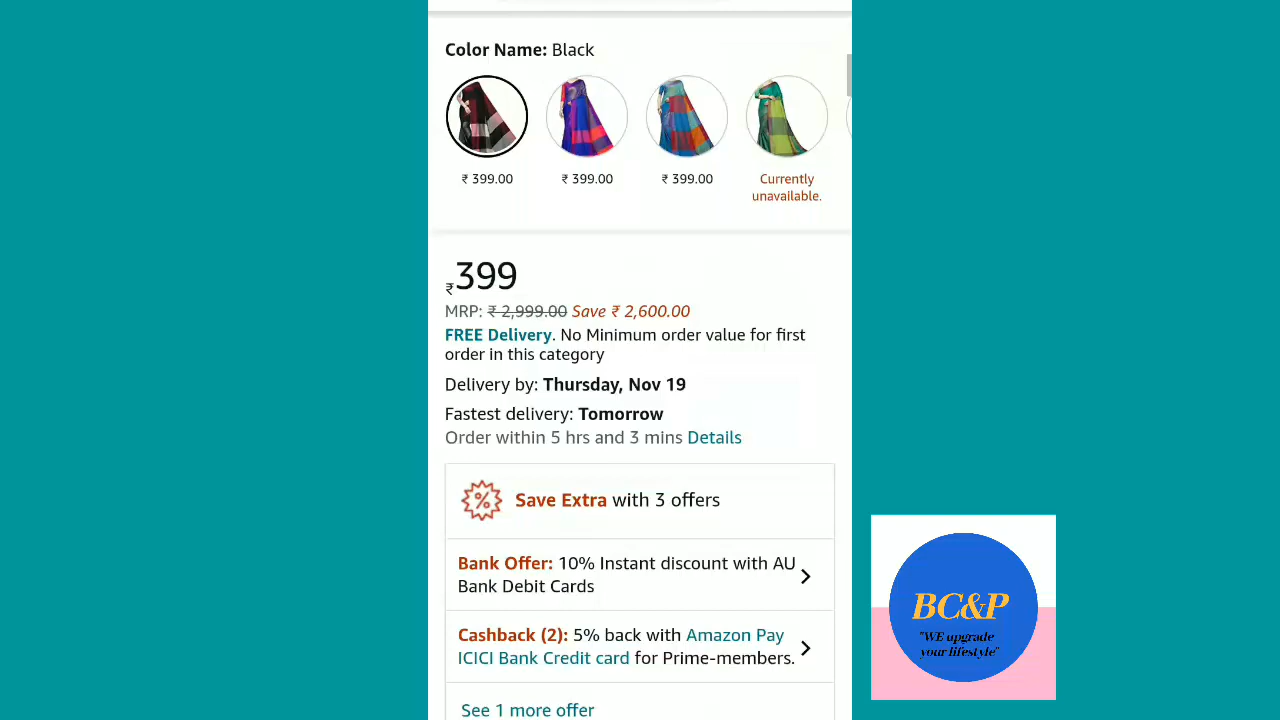 Color Name: Black
₹ 399.00
₹ 399.00
₹ 399.00
Currently
unavailable.
₹399
MRP: ₹ 2,999.00 Save ₹ 2,600.00
FREE Delivery. No Minimum order value for first
order in this category
Delivery by: Thursday, Nov 19
Fastest delivery: Tomorrow
Order within 5 hrs and 3 mins Details
% Save Extra with 3 offers
Bank Offer: 10% Instant discount with AU
Bank Debit Cards
Cashback (2): 5% back with Amazon Pay
ICICI Bank Credit card for Prime-members.
See 1 more offer
BC&P
"WE upgrade
your lifestyle"